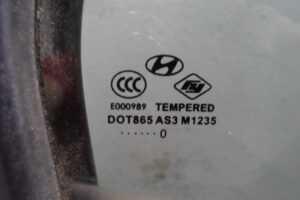 CCC
E000989 TEMPERED
DOT865 AS3 M1235
······0